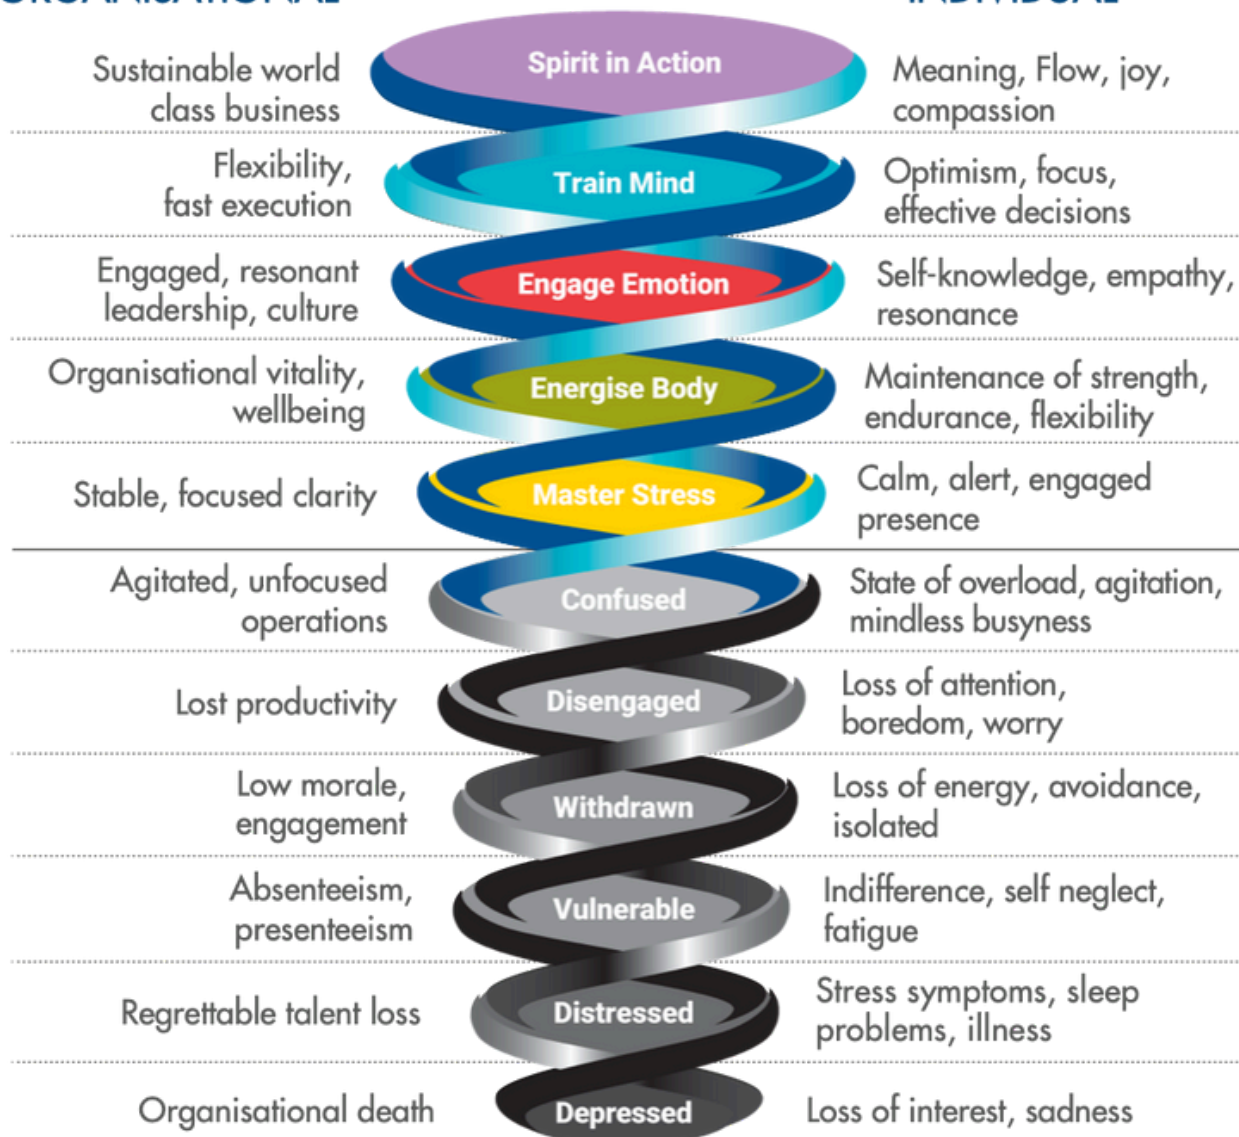 ORGANISATIONAL
INDIVIDUAL
Sustainable world
class business
Spirit in Action
Meaning, Flow, joy,
compassion
Flexibility,
fast execution
Train Mind
Optimism, focus,
effective decisions
Engaged, resonant
leadership, culture
Engage Emotion
Self-knowledge, empathy,
resonance
Organisational vitality,
wellbeing
Energise Body
Maintenance of strength,
endurance, flexibility
Stable, focused clarity
Master Stress
Calm, alert, engaged
presence
Agitated, unfocused
operations
Confused
State of overload, agitation,
mindless busyness
Lost productivity
Disengaged
Loss of attention,
boredom, worry
Low morale,
engagement
Withdrawn
Loss of energy, avoidance,
isolated
Absenteeism,
presenteeism
Vulnerable
Indifference, self neglect,
fatigue
Regrettable talent loss
Distressed
Stress symptoms, sleep
problems, illness
Organisational death
Depressed
Loss of interest, sadness